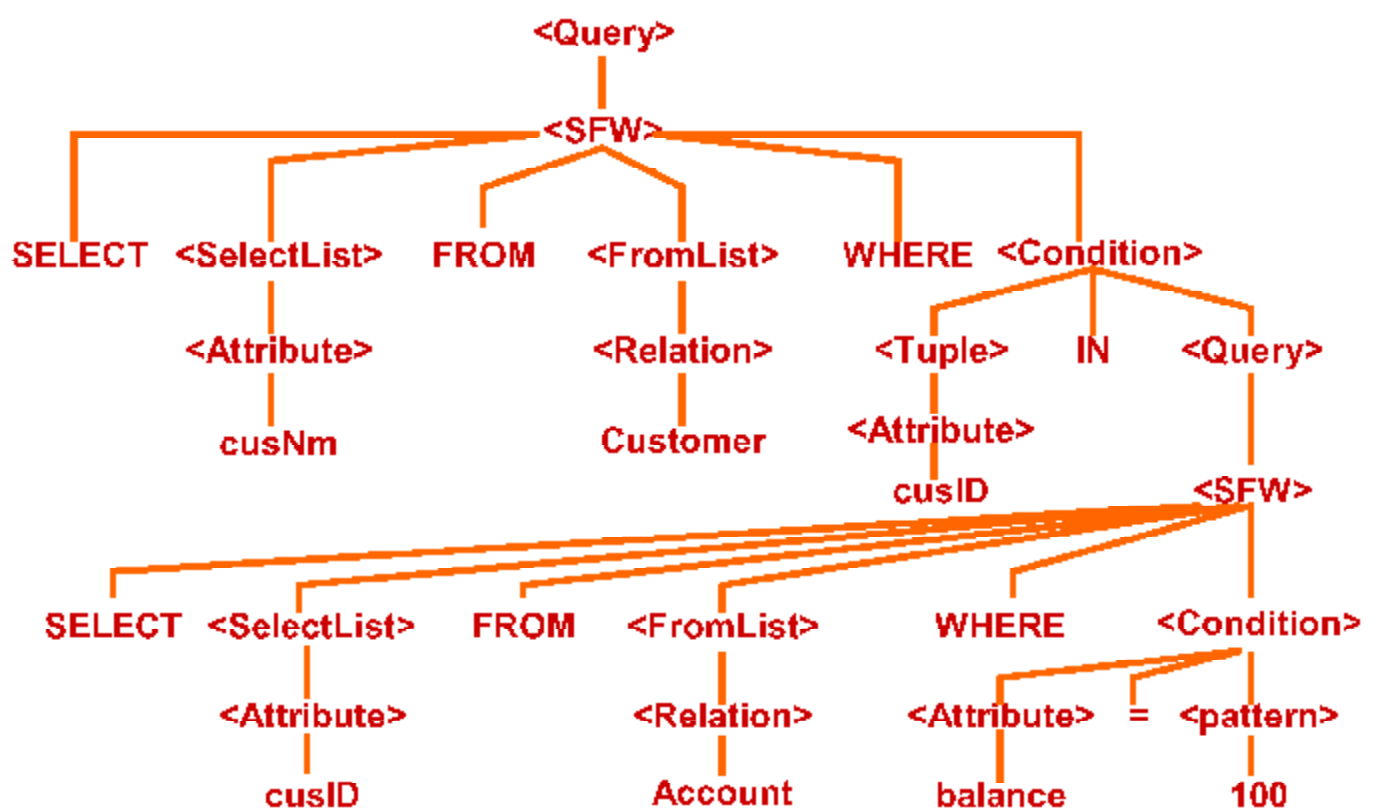 <Query>
<SFW>
SELECT <SelectList> FROM <FromList> WHERE <Condition>
<Attribute> <Relation> <Tuple> IN <Query>
cusNm Customer <Attribute>
cusID <SFW>
SELECT <SelectList> FROM <FromList> WHERE <Condition>
<Attribute> <Relation> <Attribute> = <pattern>
cusID Account balance 100